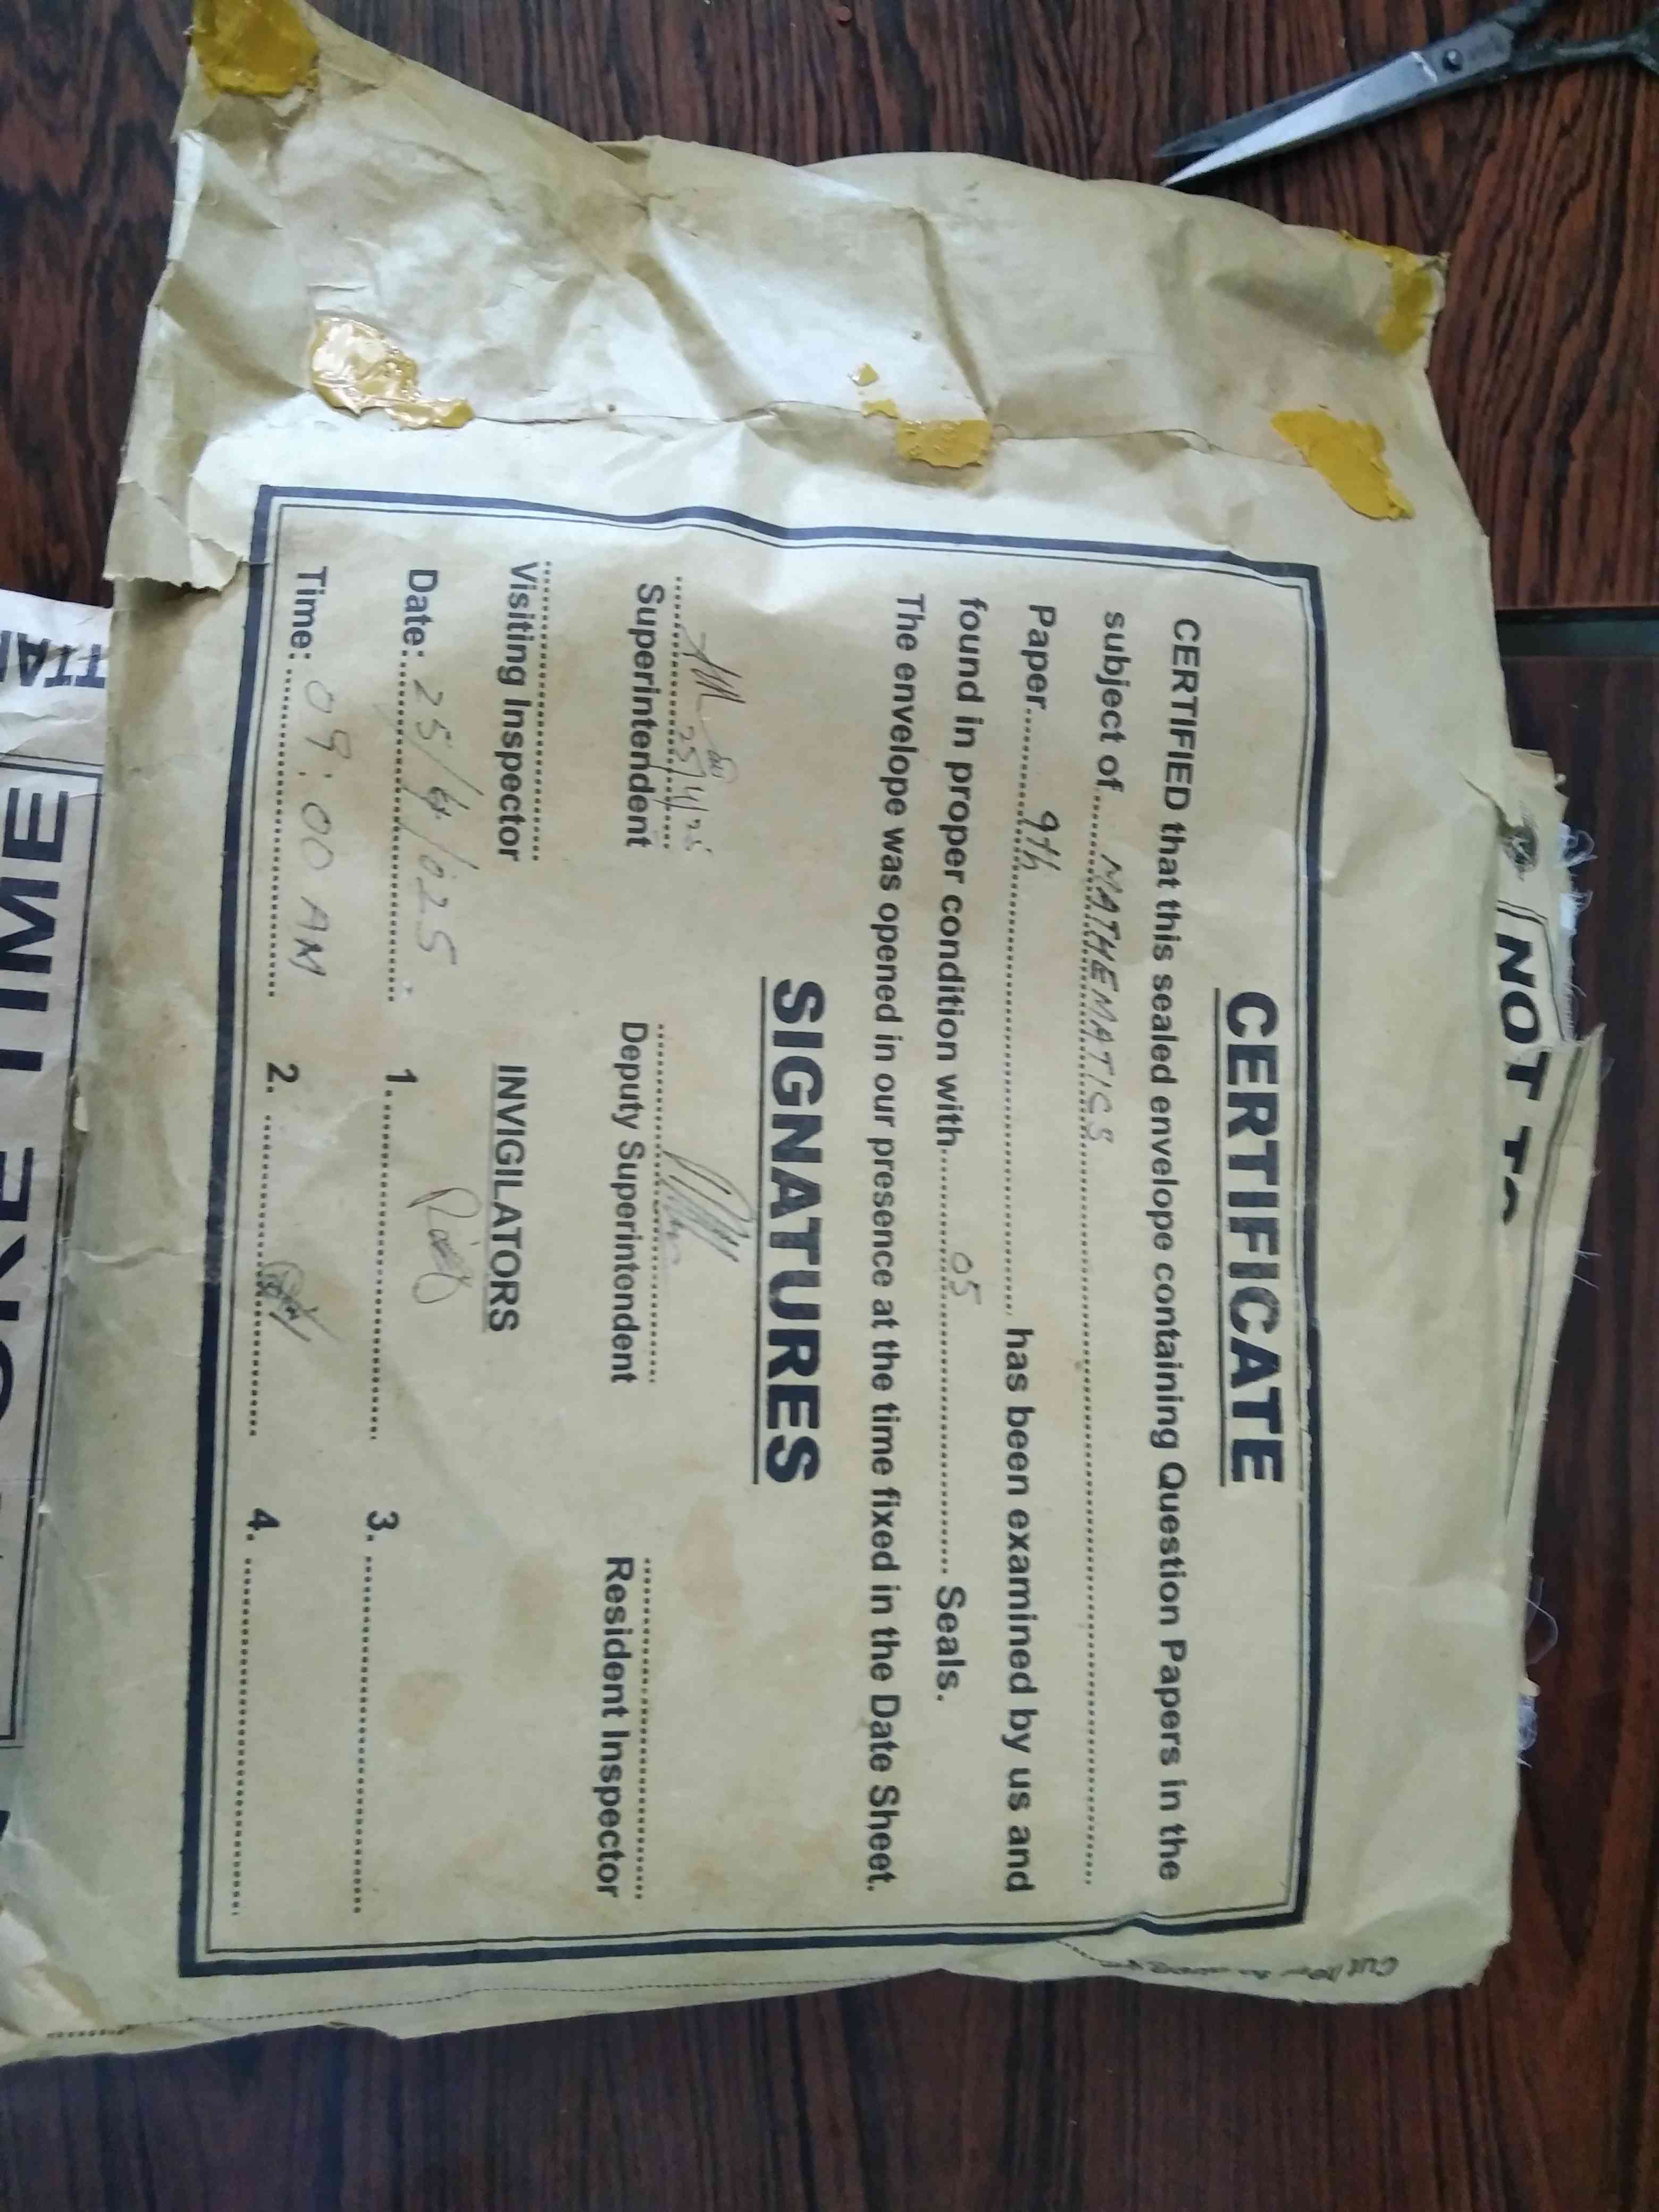 CERTIFICATE
CERTIFIED that this sealed envelope containing Question Papers in the
subject of MATHEMATICS
Paper 9th has been examined by us and
found in proper condition with 05 Seals.
The envelope was opened in our presence at the time fixed in the Date Sheet.
SIGNATURES
25/4/25
Superintendent
Deputy Superintendent
Resident Inspector
Visiting Inspector
INVIGILATORS
Date: 25/4/025
1.
3.
Time: 09:00 AM
2.
4.
NOT
TIME